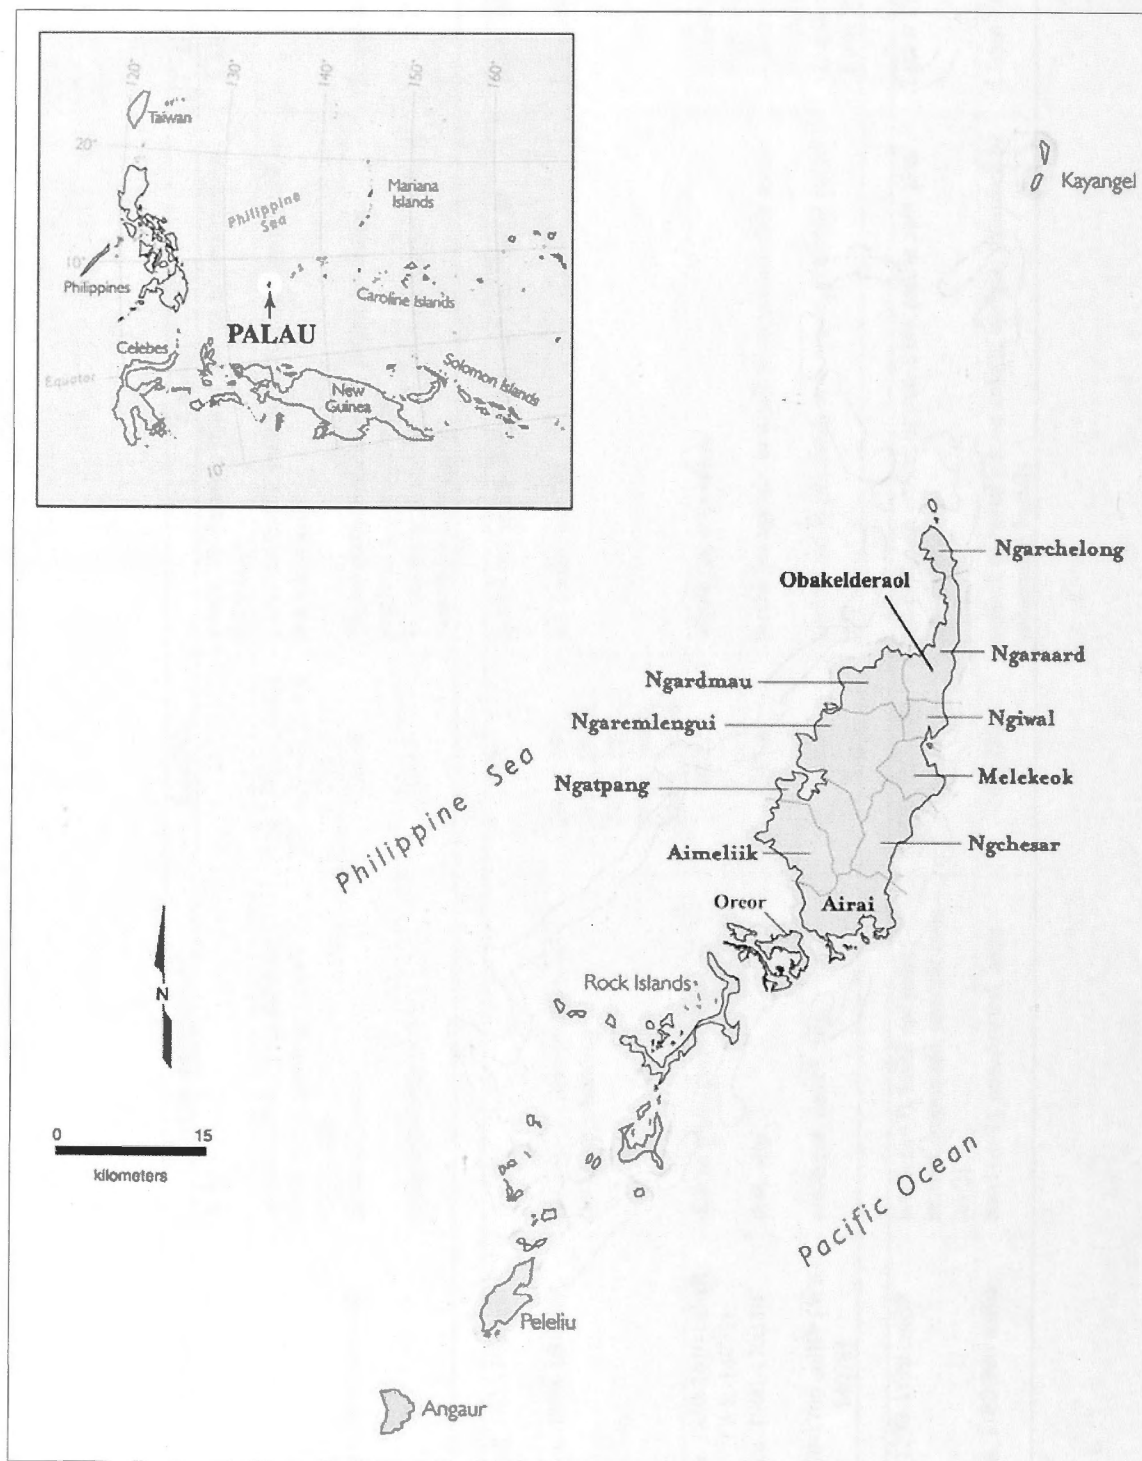 120°
130°
140°
150°
160°
Taiwan
20°
Mariana
Islands
Philippine
Sea
10°
Philippines
Caroline Islands
PALAU
Celebes
Equator
New
Guinea
Solomon Islands
10°
Kayangel
Ngarchelong
Obakelderaol
Ngaraard
Ngardmau
Ngaremlengui
Ngiwal
Philippine Sea
Melekeok
Ngatpang
Ngchesar
Aimeliik
Oreor
Airai
Rock Islands
N
0 15
kilometers
Pacific Ocean
Peleliu
Angaur